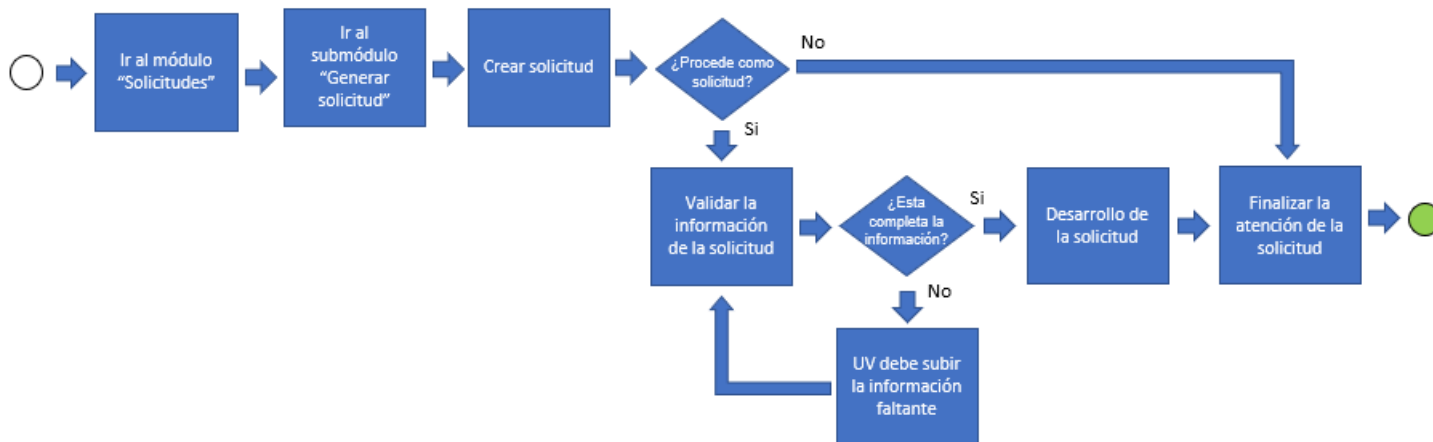 Ir al módulo
“Solicitudes”
Ir al
submódulo
“Generar
solicitud”
Crear solicitud
¿Procede como
solicitud?
No
Si
Validar la
información
de la solicitud
¿Esta
completa la
información?
Si
Desarrollo de
la solicitud
Finalizar la
atención de la
solicitud
No
UV debe subir
la información
faltante